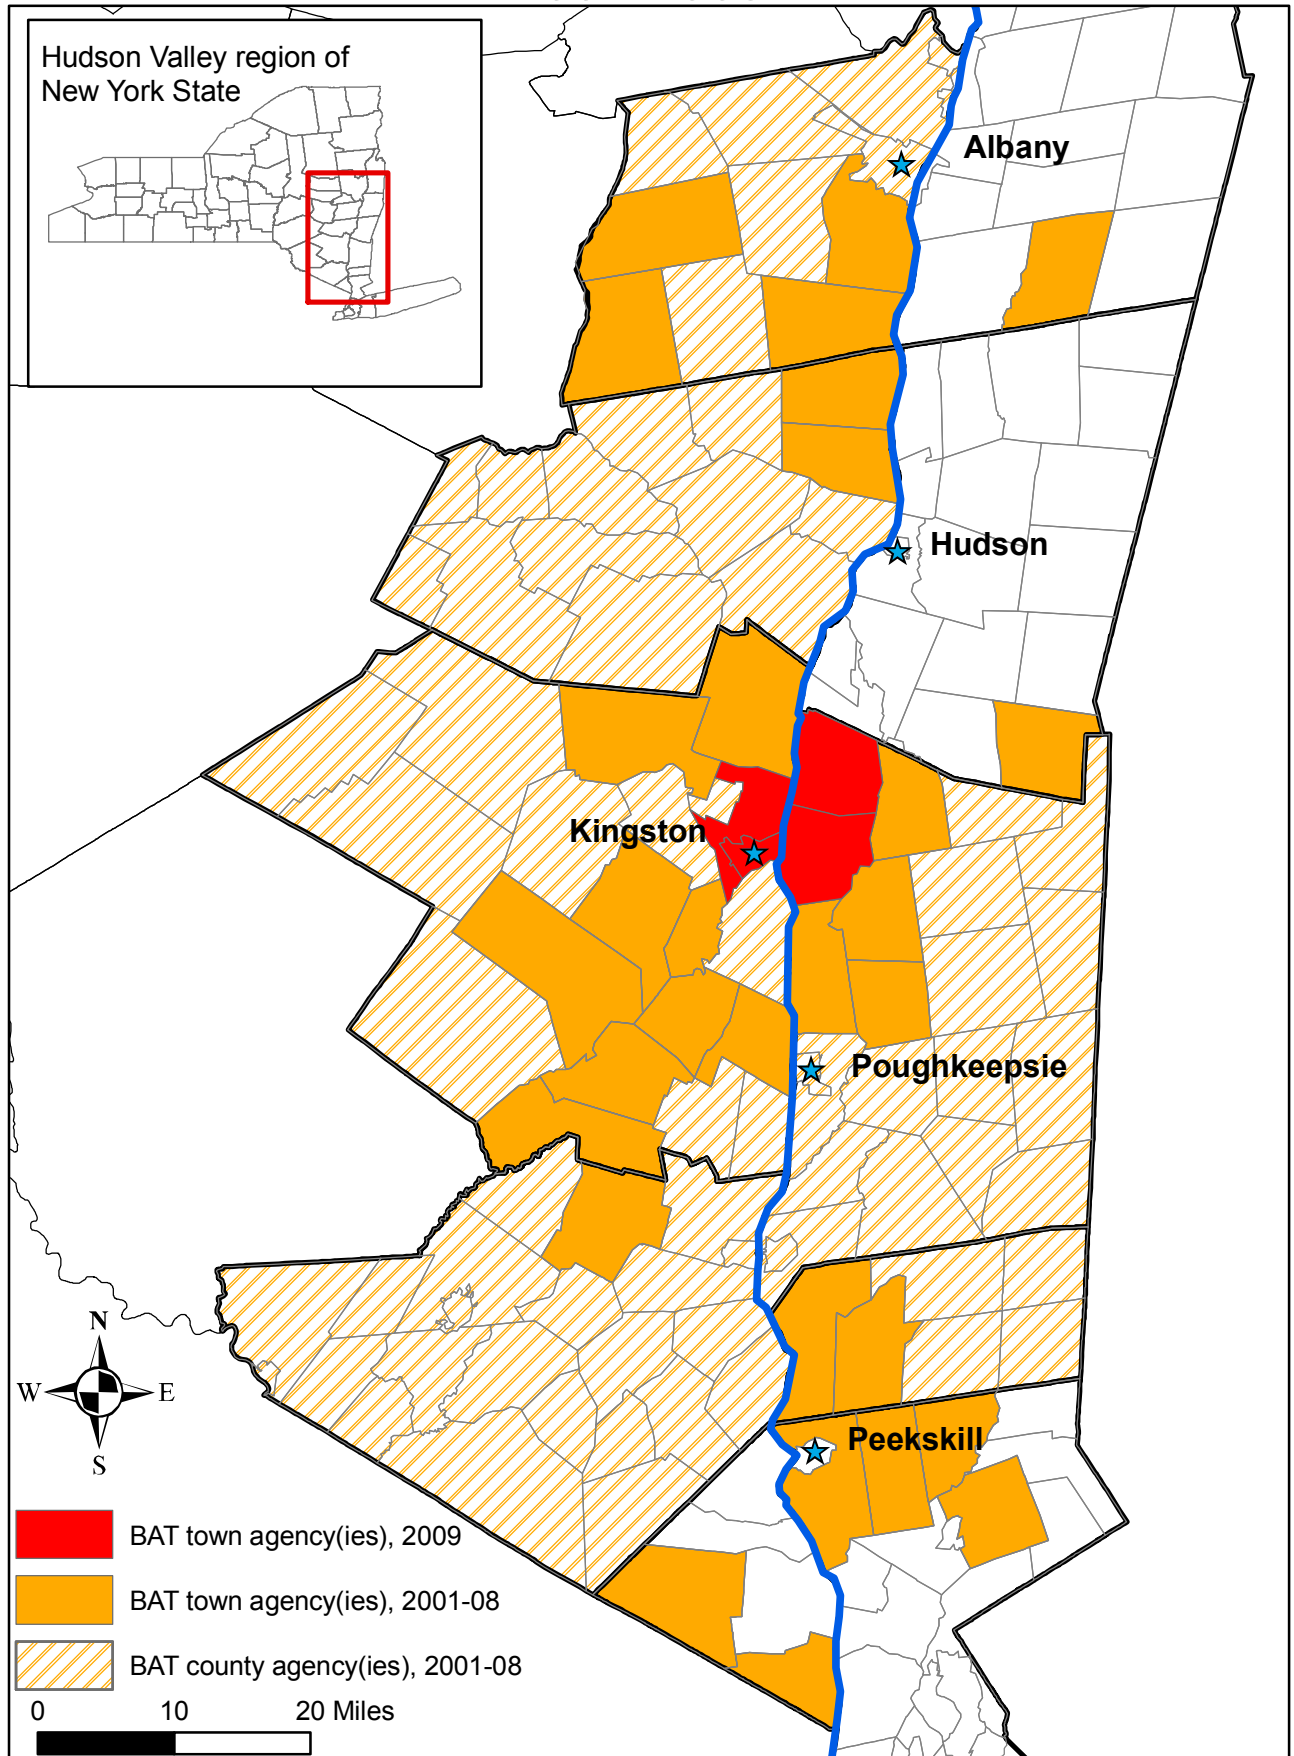 Hudson Valley region of
New York State
Albany
Hudson
Kingston
Poughkeepsie
Peekskill
N
W
E
S
BAT town agency(ies), 2009
BAT town agency(ies), 2001-08
BAT county agency(ies), 2001-08
0 10 20 Miles